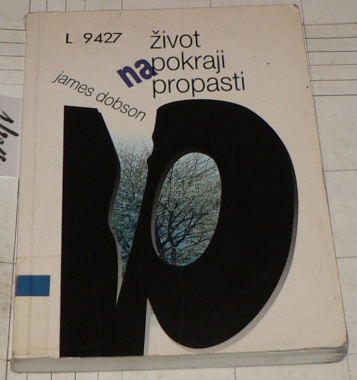 L 9427
život
na pokraji
propasti
james dobson